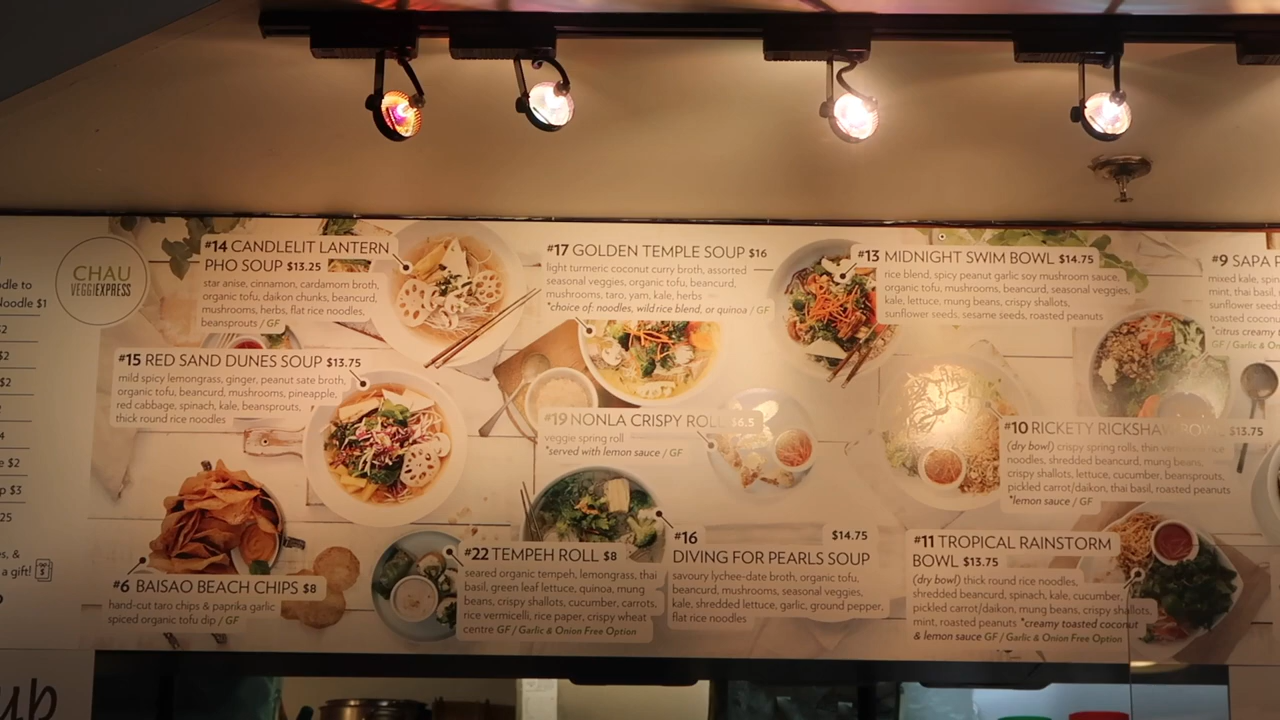 odle to
Noodle $1
$2
$2
$2
4
e $2
p $3
25
s, &
a gift!
up
CHAU
VEGGIEXPRESS
#14 CANDLELIT LANTERN
PHO SOUP $13.25
star anise, cinnamon, cardamom broth,
organic tofu, daikon chunks, beancurd,
mushrooms, herbs, flat rice noodles,
beansprouts / GF
#15 RED SAND DUNES SOUP $13.75
mild spicy lemongrass, ginger, peanut sate broth,
organic tofu, beancurd, mushrooms, pineapple,
red cabbage, spinach, kale, beansprouts,
thick round rice noodles
#6 BAISAO BEACH CHIPS $8
hand-cut taro chips & paprika garlic
spiced organic tofu dip / GF
#17 GOLDEN TEMPLE SOUP $16
light turmeric coconut curry broth, assorted
seasonal veggies, organic tofu, beancurd,
mushrooms, taro, yam, kale, herbs
*choice of: noodles, wild rice blend, or quinoa / GF
#19 NONLA CRISPY ROLL $6.5
veggie spring roll
*served with lemon sauce / GF
#22 TEMPEH ROLL $8
seared organic tempeh, lemongrass, thai
basil, green leaf lettuce, quinoa, mung
beans, crispy shallots, cucumber, carrots,
rice vermicelli, rice paper, crispy wheat
centre GF / Garlic & Onion Free Option
#16 $14.75
DIVING FOR PEARLS SOUP
savoury lychee-date broth, organic tofu,
beancurd, mushrooms, seasonal veggies,
kale, shredded lettuce, garlic, ground pepper,
flat rice noodles
#13 MIDNIGHT SWIM BOWL $14.75
rice blend, spicy peanut garlic soy mushroom sauce,
organic tofu, mushrooms, beancurd, seasonal veggies,
kale, lettuce, mung beans, crispy shallots,
sunflower seeds, sesame seeds, roasted peanuts
#10 RICKETY RICKSHAW BOWL $13.75
(dry bowl) crispy spring rolls, thin vermicelli rice
noodles, shredded beancurd, mung beans,
crispy shallots, lettuce, cucumber, beansprouts,
pickled carrot/daikon, thai basil, roasted peanuts
*lemon sauce / GF
#11 TROPICAL RAINSTORM
BOWL $13.75
(dry bowl) thick round rice noodles,
shredded beancurd, spinach, kale, cucumber,
pickled carrot/daikon, mung beans, crispy shallots,
mint, roasted peanuts *creamy toasted coconut
& lemon sauce GF / Garlic & Onion Free Option
#9 SAPA P
mixed kale, spin
mint, thai basil,
sunflower seeds
toasted cocon
*citrus creamy
GF / Garlic & On